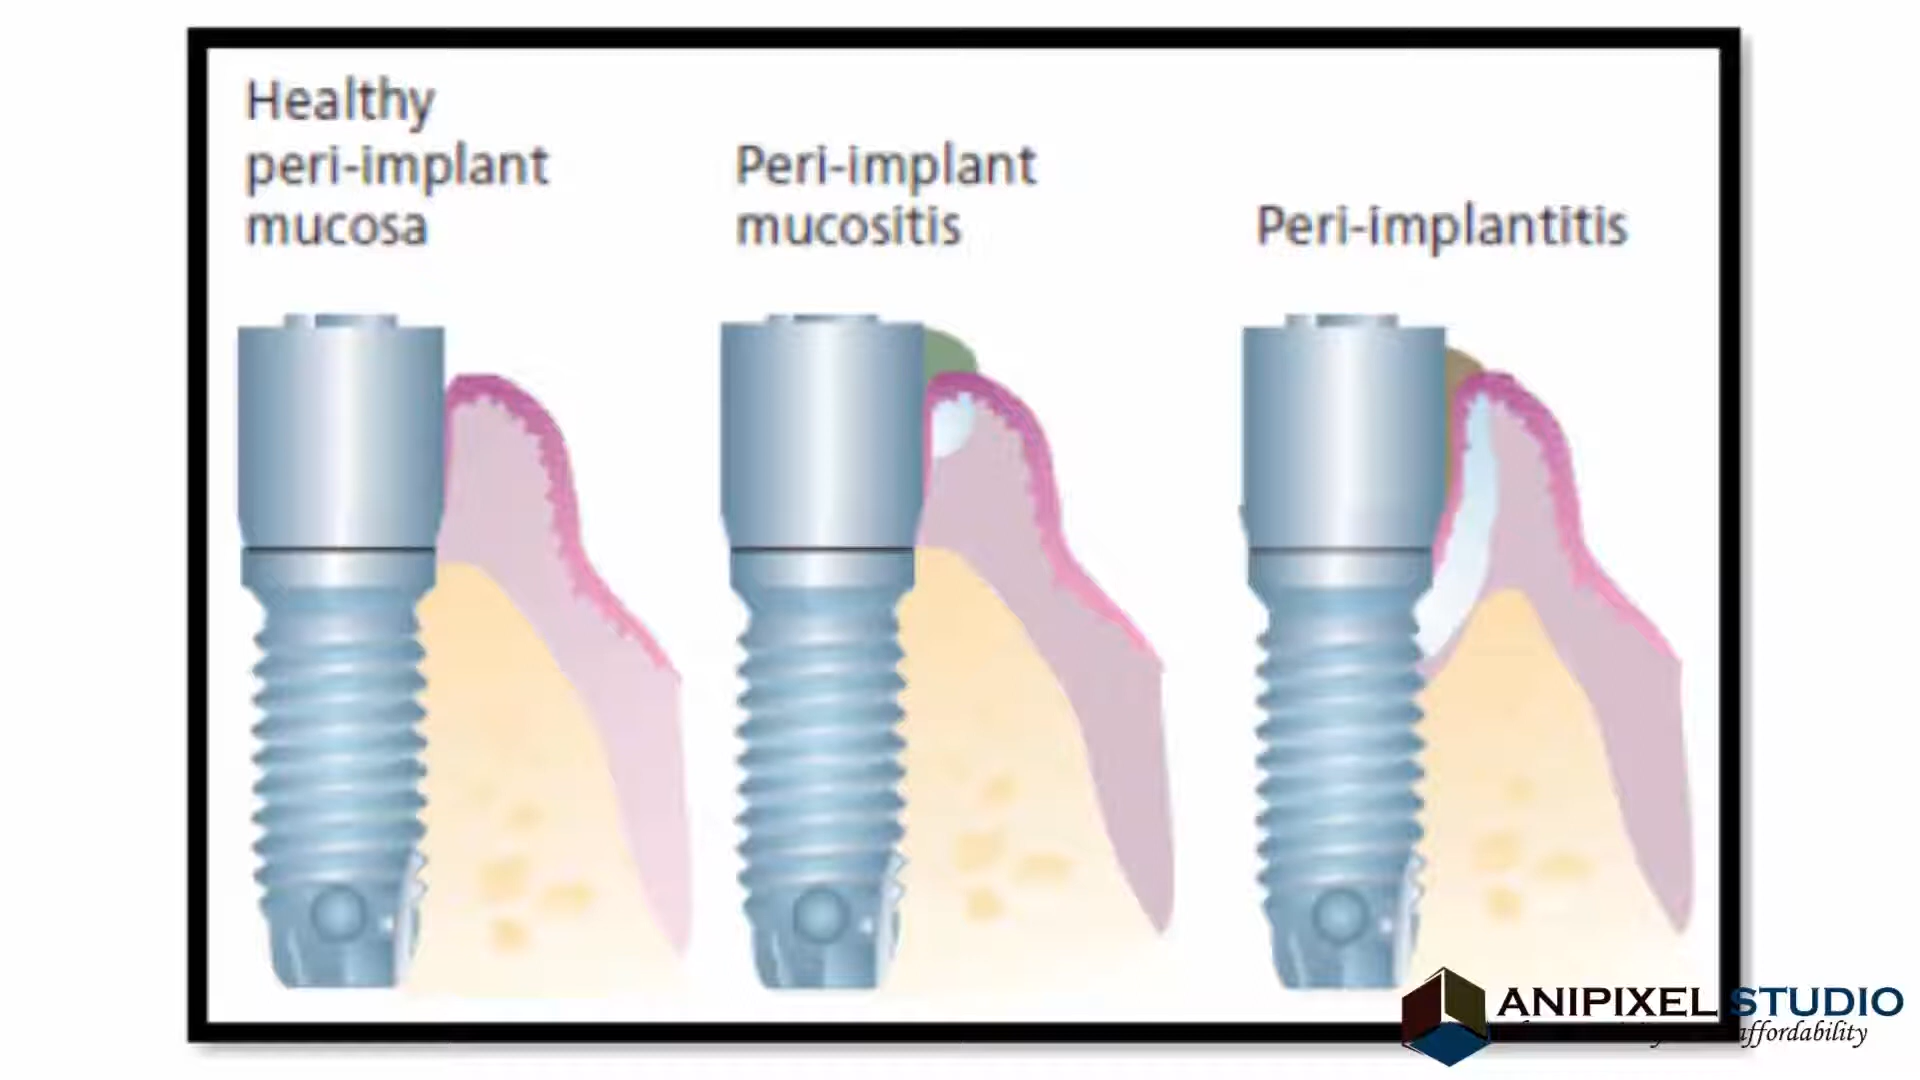 Healthy
peri-implant
mucosa
Peri-implant
mucositis
Peri-implantitis
ANIPIXEL STUDIO
affordability